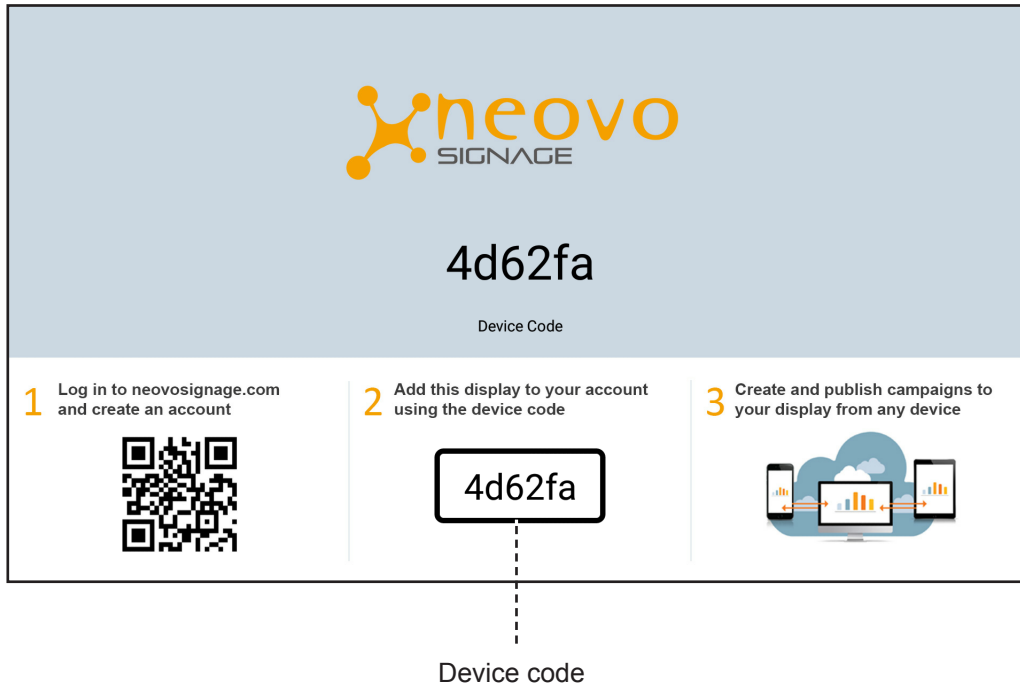 neovo
SIGNAGE
4d62fa
Device Code
1
Log in to neovosignage.com
and create an account
2
Add this display to your account
using the device code
4d62fa
3
Create and publish campaigns to
your display from any device
Device code